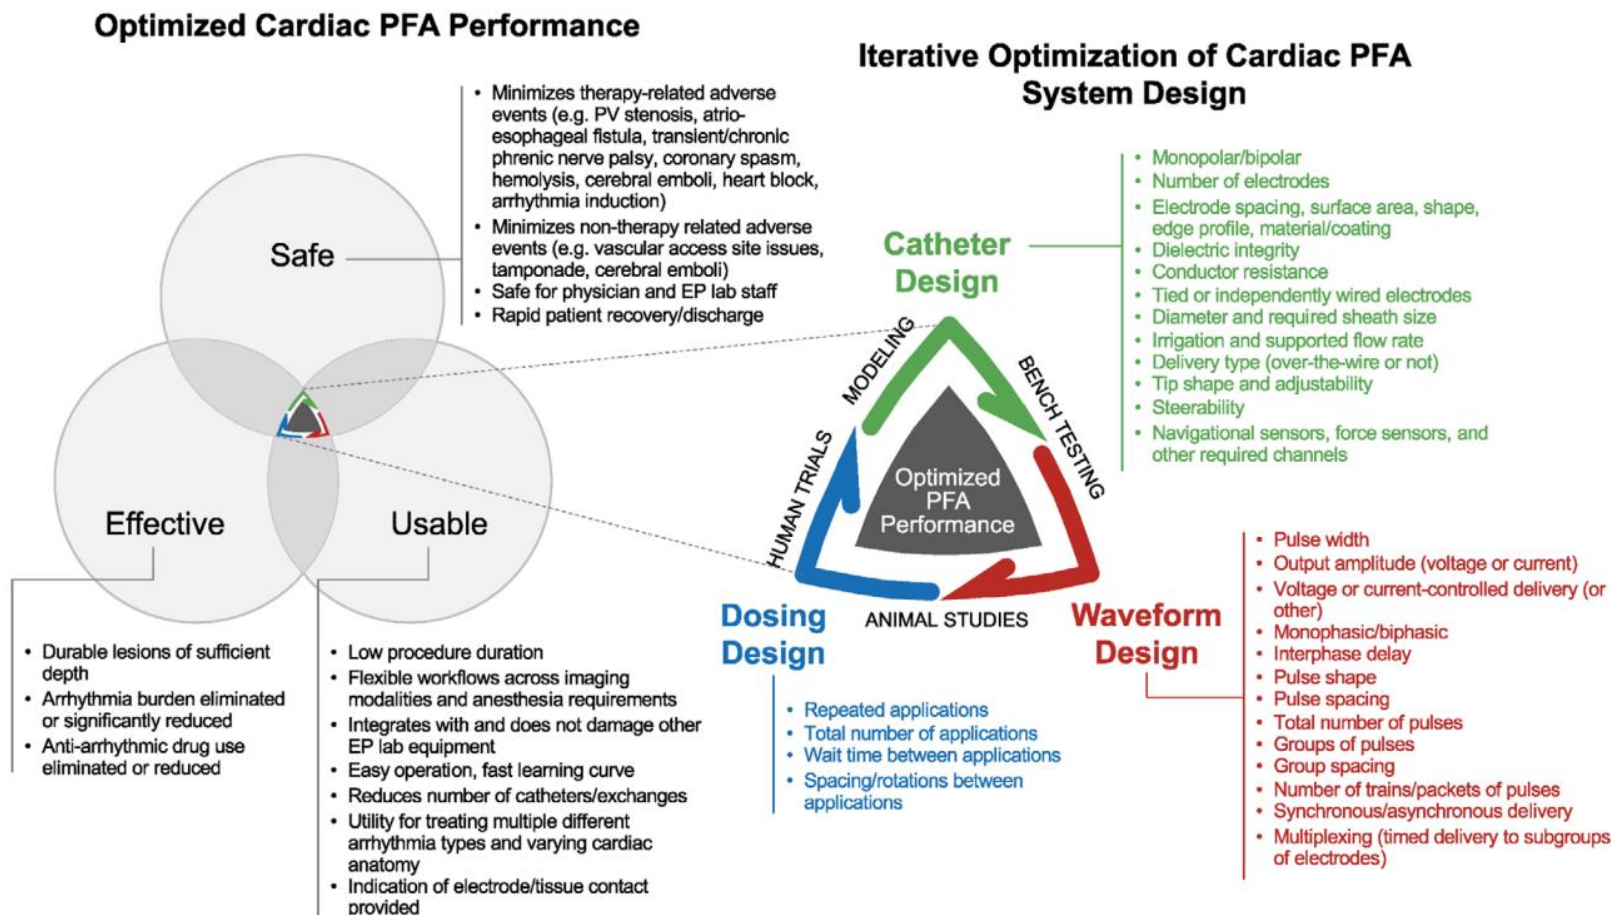 Optimized Cardiac PFA Performance
Safe
• Minimizes therapy-related adverse
events (e.g. PV stenosis, atrio-
esophageal fistula, transient/chronic
phrenic nerve palsy, coronary spasm,
hemolysis, cerebral emboli, heart block,
arrhythmia induction)
• Minimizes non-therapy related adverse
events (e.g. vascular access site issues,
tamponade, cerebral emboli)
• Safe for physician and EP lab staff
• Rapid patient recovery/discharge
Effective
• Durable lesions of sufficient
depth
• Arrhythmia burden eliminated
or significantly reduced
• Anti-arrhythmic drug use
eliminated or reduced
Usable
• Low procedure duration
• Flexible workflows across imaging
modalities and anesthesia requirements
• Integrates with and does not damage other
EP lab equipment
• Easy operation, fast learning curve
• Reduces number of catheters/exchanges
• Utility for treating multiple different
arrhythmia types and varying cardiac
anatomy
• Indication of electrode/tissue contact
provided
Iterative Optimization of Cardiac PFA
System Design
Catheter
Design
• Monopolar/bipolar
• Number of electrodes
• Electrode spacing, surface area, shape,
edge profile, material/coating
• Dielectric integrity
• Conductor resistance
• Tied or independently wired electrodes
• Diameter and required sheath size
• Irrigation and supported flow rate
• Delivery type (over-the-wire or not)
• Tip shape and adjustability
• Steerability
• Navigational sensors, force sensors, and
other required channels
MODELING
BENCH TESTING
HUMAN TRIALS
ANIMAL STUDIES
Optimized
PFA
Performance
Dosing
Design
• Repeated applications
• Total number of applications
• Wait time between applications
• Spacing/rotations between
applications
Waveform
Design
• Pulse width
• Output amplitude (voltage or current)
• Voltage or current-controlled delivery (or
other)
• Monophasic/biphasic
• Interphase delay
• Pulse shape
• Pulse spacing
• Total number of pulses
• Groups of pulses
• Group spacing
• Number of trains/packets of pulses
• Synchronous/asynchronous delivery
• Multiplexing (timed delivery to subgroups
of electrodes)